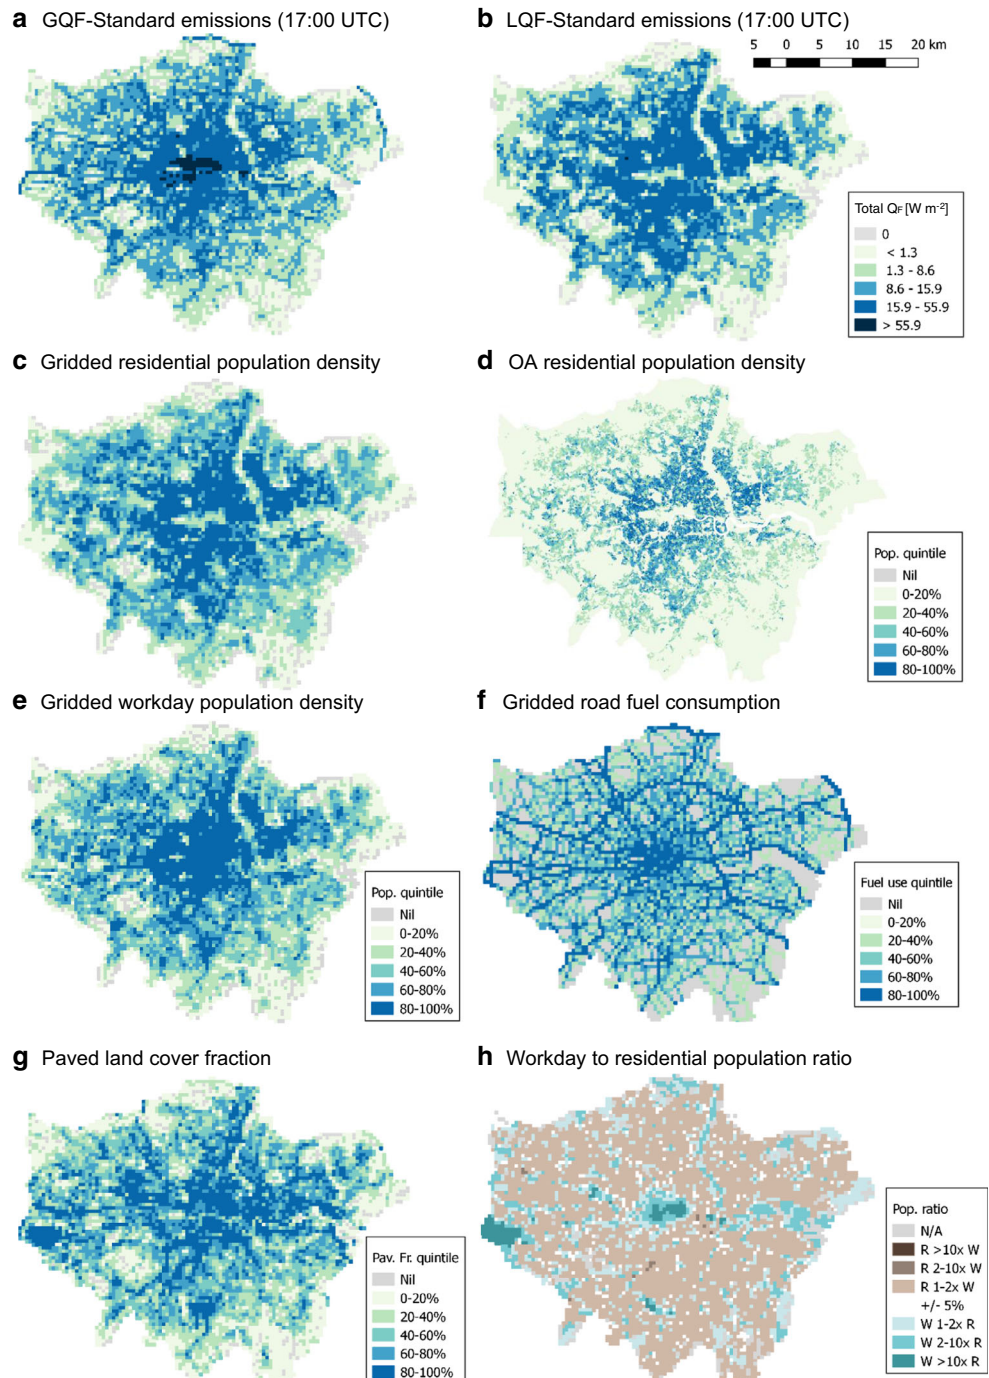 a GQF-Standard emissions (17:00 UTC)
b LQF-Standard emissions (17:00 UTC)
5 0 5 10 15 20 km
Total QF [W m-2]
0
< 1.3
1.3 - 8.6
8.6 - 15.9
15.9 - 55.9
> 55.9
c Gridded residential population density
d OA residential population density
Pop. quintile
Nil
0-20%
20-40%
40-60%
60-80%
80-100%
e Gridded workday population density
f Gridded road fuel consumption
Pop. quintile
Nil
0-20%
20-40%
40-60%
60-80%
80-100%
Fuel use quintile
Nil
0-20%
20-40%
40-60%
60-80%
80-100%
g Paved land cover fraction
h Workday to residential population ratio
Pav. Fr. quintile
Nil
0-20%
20-40%
40-60%
60-80%
80-100%
Pop. ratio
N/A
R >10x W
R 2-10x W
R 1-2x W
+/- 5%
W 1-2x R
W 2-10x R
W >10x R